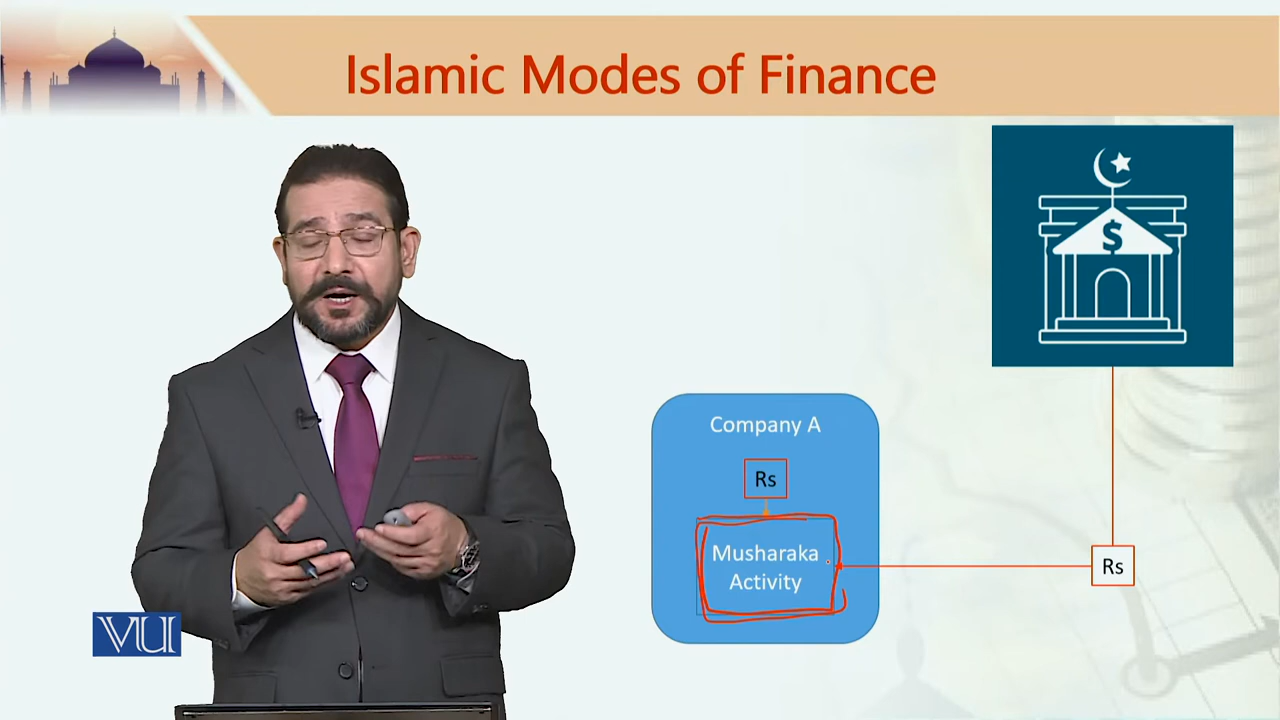 Islamic Modes of Finance
$
Company A
Rs
Musharaka
Activity
Rs
VU